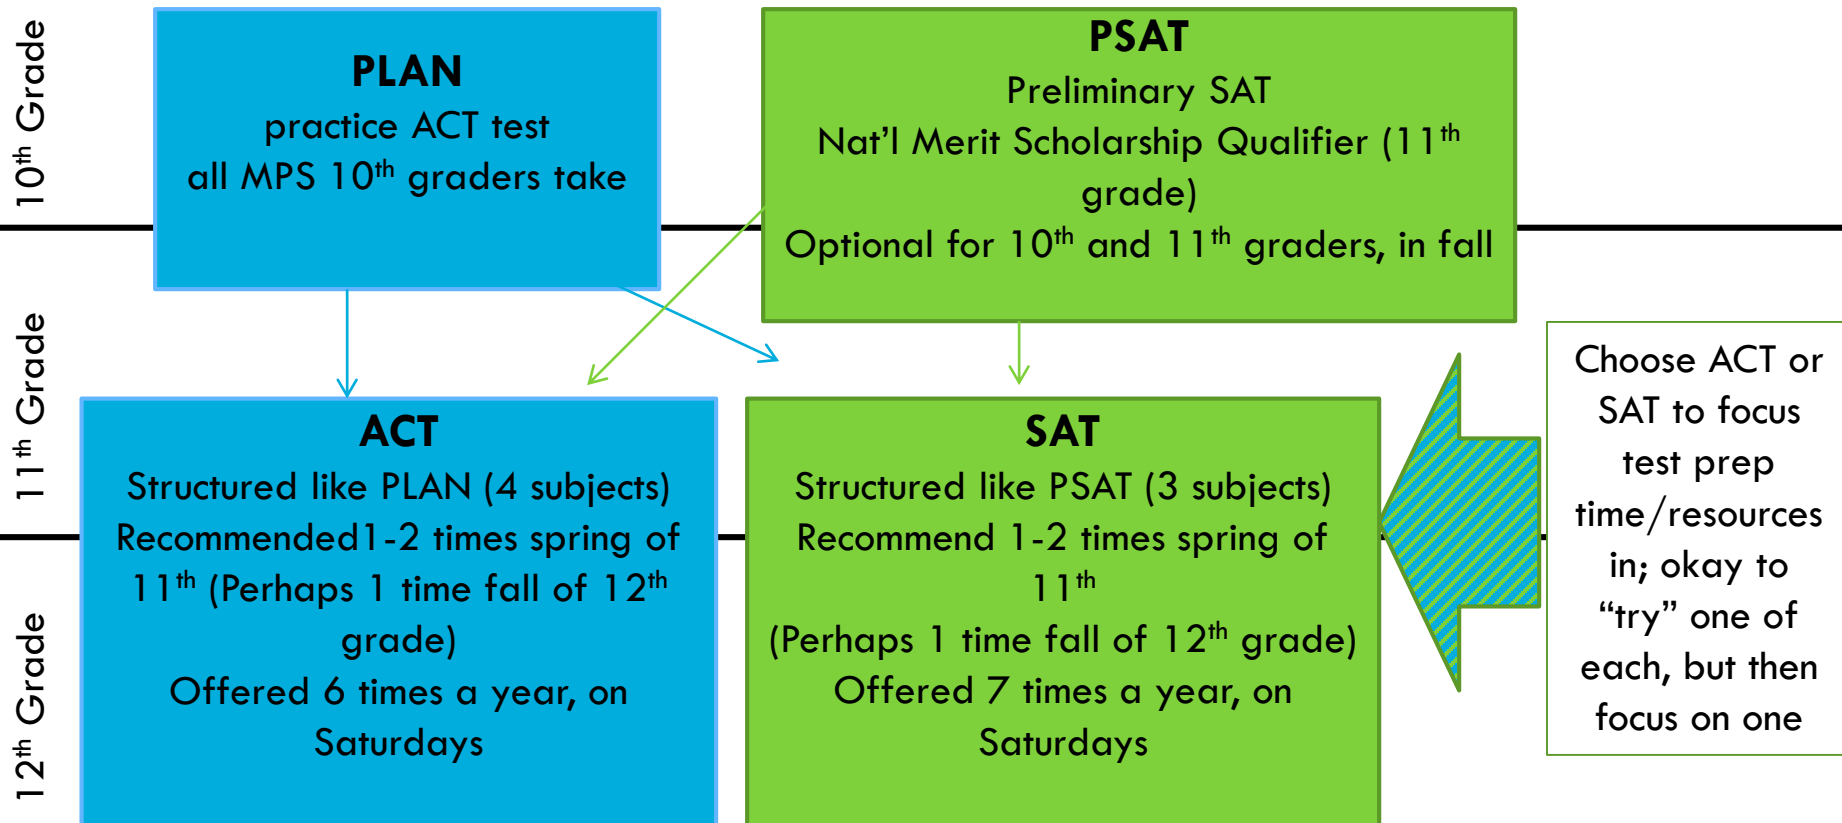 10th Grade
PLAN
practice ACT test
all MPS 10th graders take
PSAT
Preliminary SAT
Nat’l Merit Scholarship Qualifier (11th
grade)
Optional for 10th and 11th graders, in fall
11th Grade
12th Grade
ACT
Structured like PLAN (4 subjects)
Recommended1-2 times spring of
11th (Perhaps 1 time fall of 12th
grade)
Offered 6 times a year, on
Saturdays
SAT
Structured like PSAT (3 subjects)
Recommend 1-2 times spring of
11th
(Perhaps 1 time fall of 12th grade)
Offered 7 times a year, on
Saturdays
Choose ACT or
SAT to focus
test prep
time/resources
in; okay to
“try” one of
each, but then
focus on one